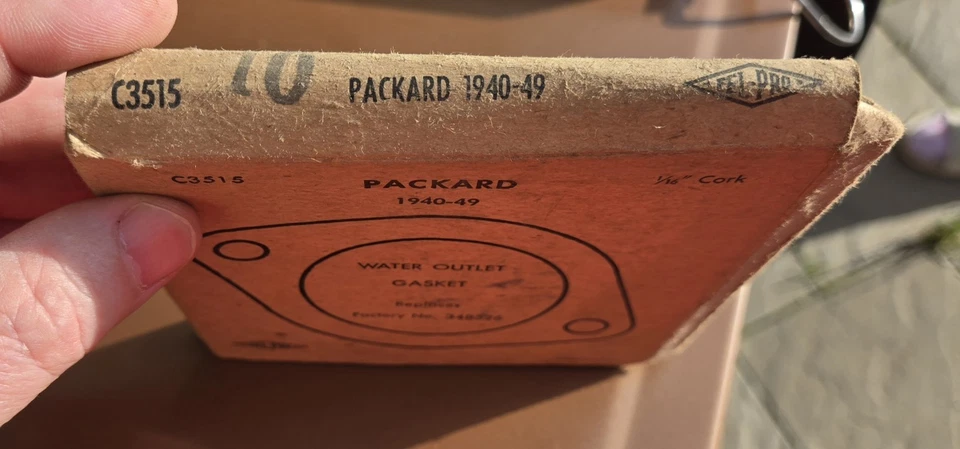 C3515 10 PACKARD 1940-49 FEL-PRO
C3515 PACKARD 1/16" Cork
1940-49
WATER OUTLET
GASKET
Replaces
Factory No.